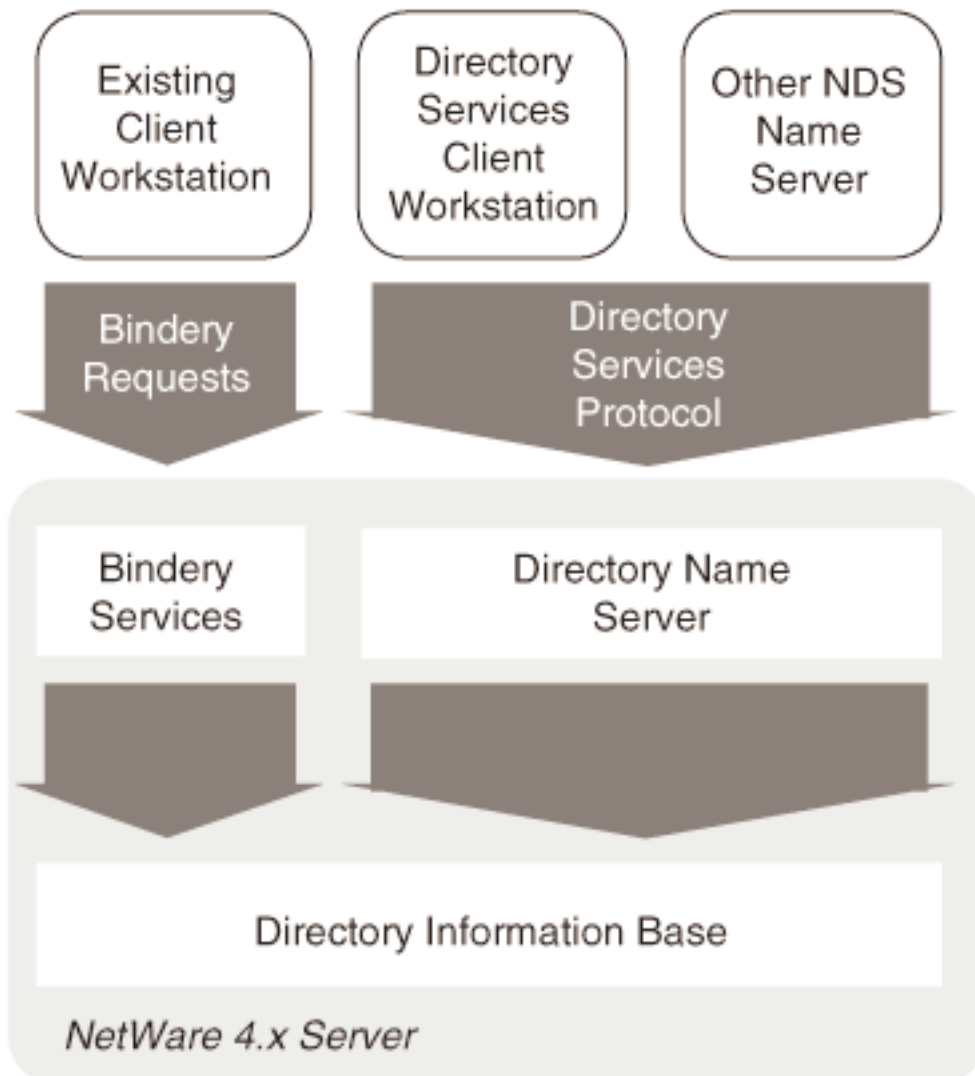 Existing
Client
Workstation
Directory
Services
Client
Workstation
Other NDS
Name
Server
Bindery
Requests
Directory
Services
Protocol
Bindery
Services
Directory Name
Server
Directory Information Base
NetWare 4.x Server